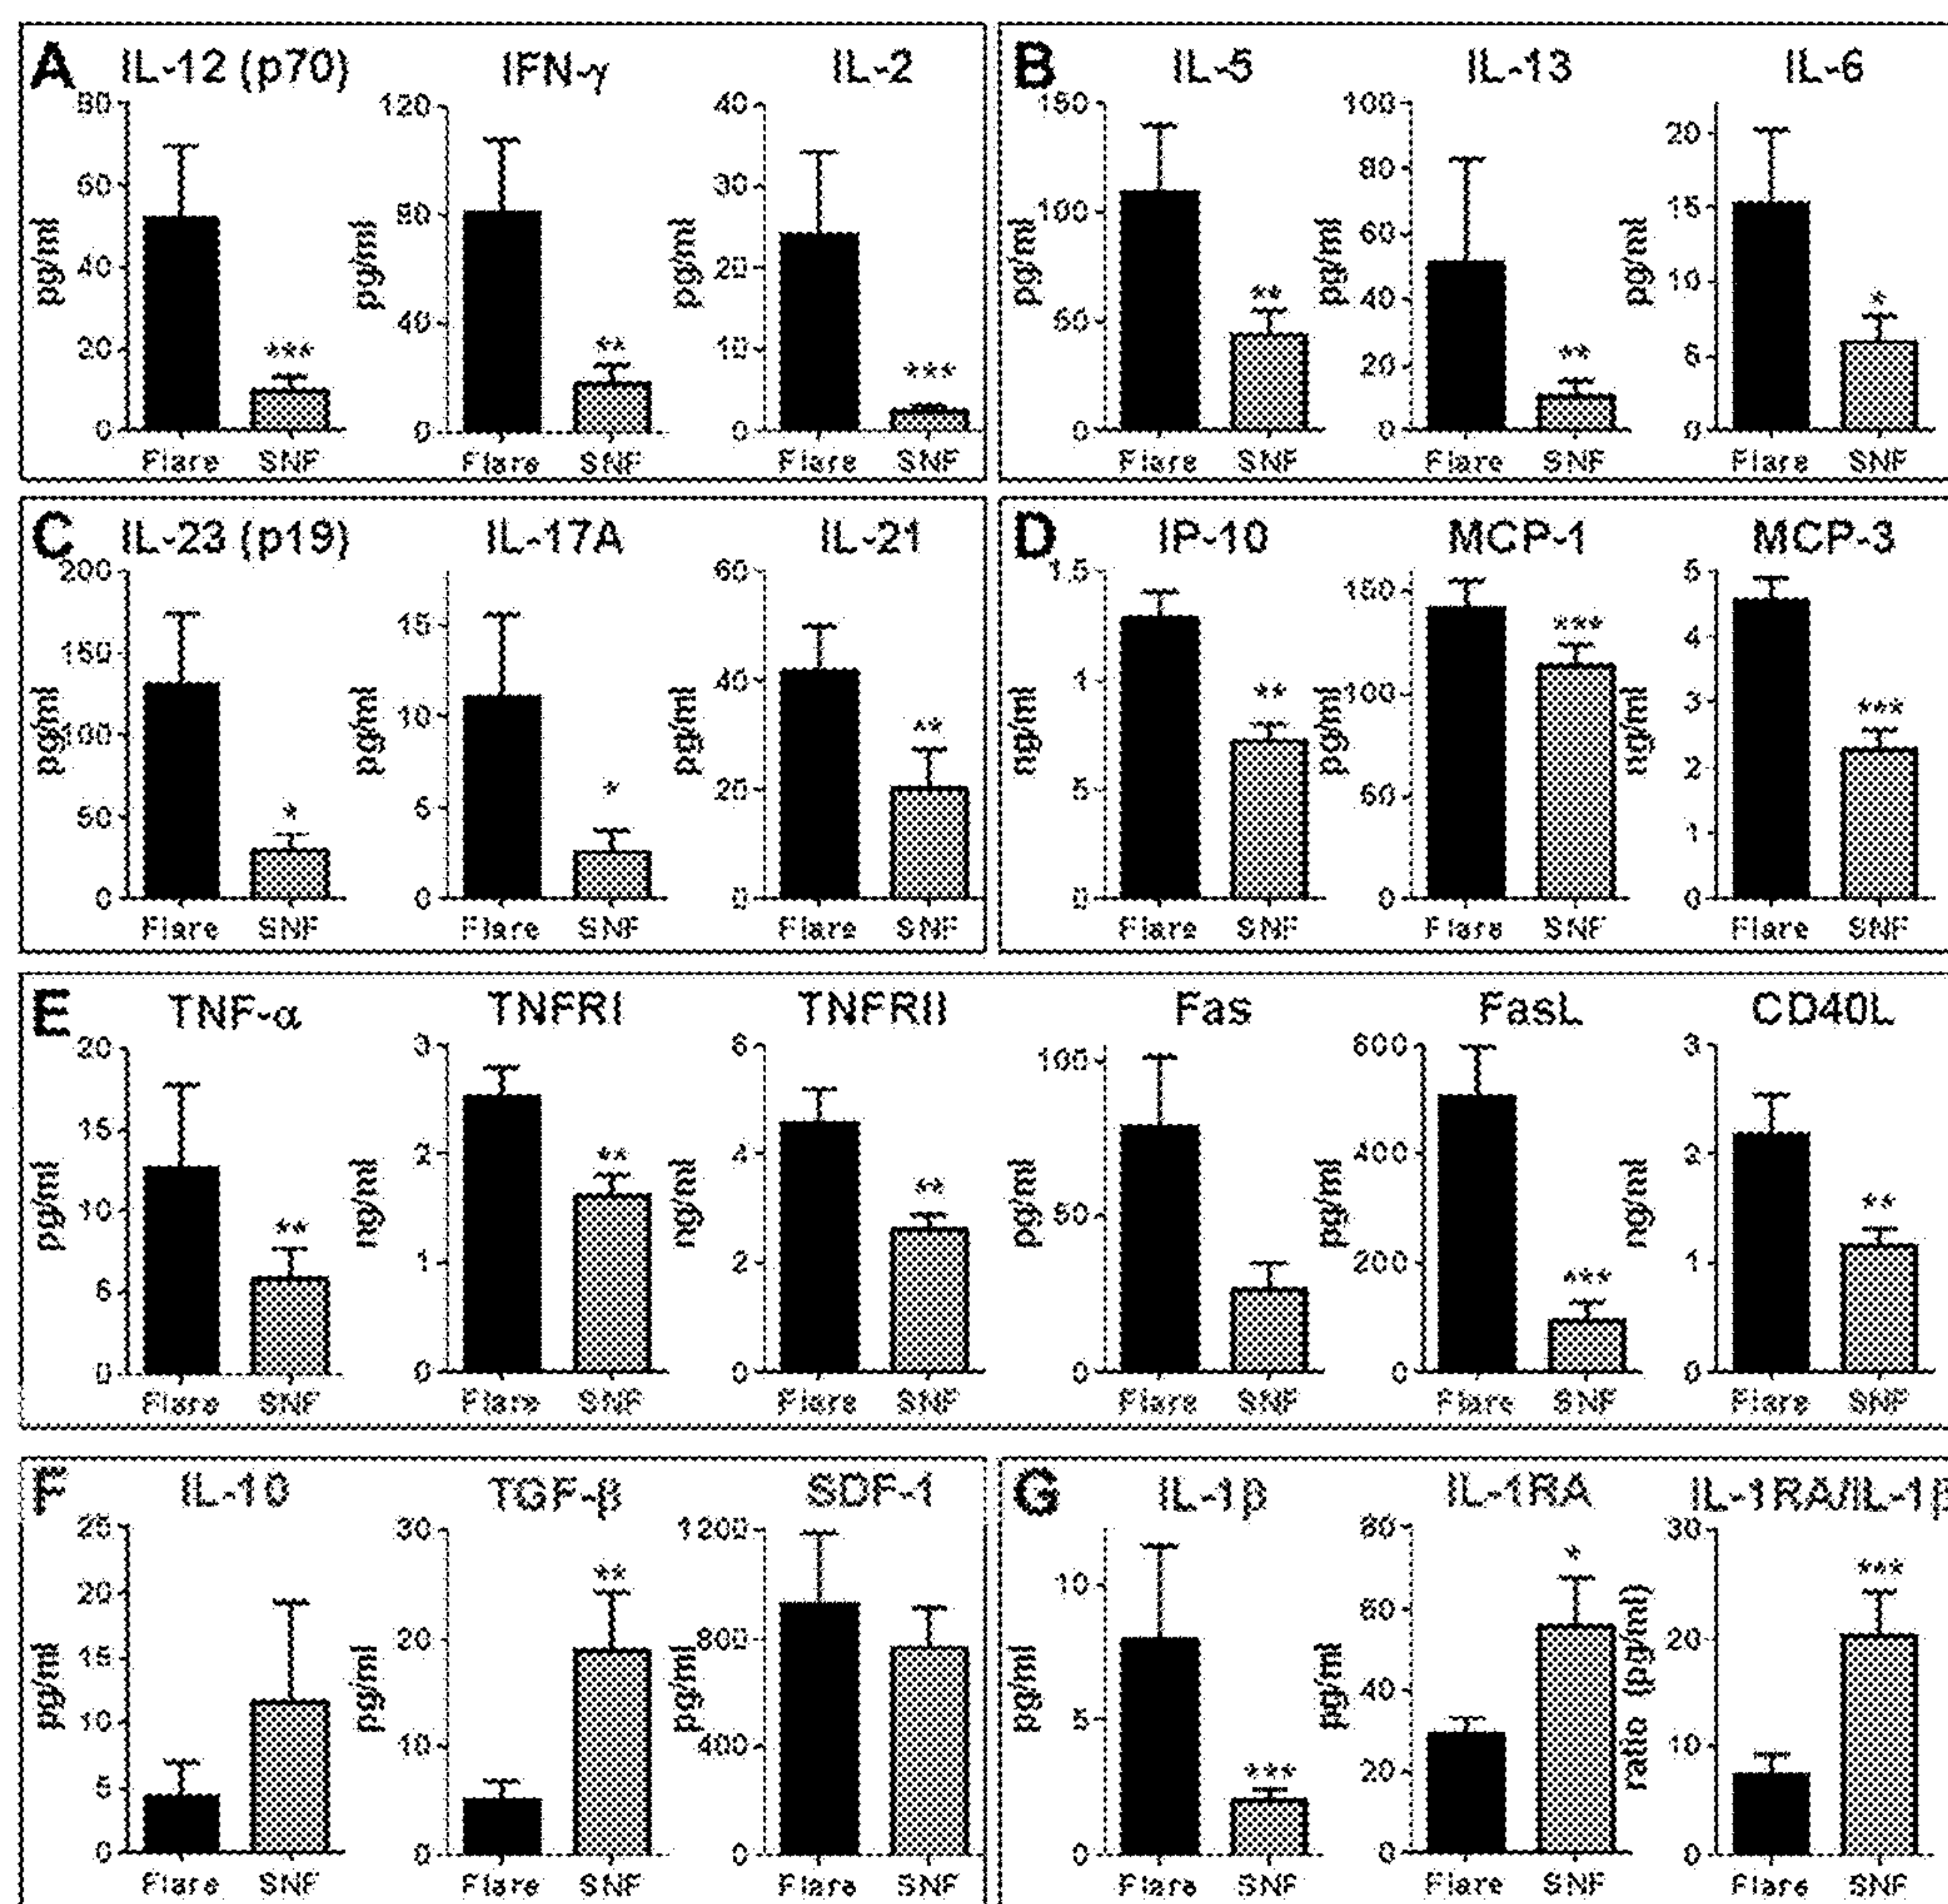 A IL-12 (p70) IFN-γ IL-2
80 60 40 20 0 pg/ml *** Flare SNF
120 80 40 0 pg/ml ** Flare SNF
40 30 20 10 0 pg/ml *** Flare SNF
B IL-5 IL-13 IL-6
150 100 50 0 pg/ml ** Flare SNF
100 80 60 40 20 0 pg/ml ** Flare SNF
20 15 10 5 0 pg/ml * Flare SNF
C IL-23 (p19) IL-17A IL-21
200 150 100 50 0 pg/ml * Flare SNF
15 10 5 0 pg/ml * Flare SNF
60 40 20 0 pg/ml ** Flare SNF
D IP-10 MCP-1 MCP-3
1.5 1 5 0 ng/ml ** Flare SNF
150 100 50 0 pg/ml *** Flare SNF
5 4 3 2 1 0 ng/ml *** Flare SNF
E TNF-α TNFRI TNFRII Fas FasL CD40L
20 15 10 5 0 pg/ml ** Flare SNF
3 2 1 0 ng/ml ** Flare SNF
6 4 2 0 ng/ml ** Flare SNF
100 50 0 pg/ml Flare SNF
600 400 200 0 pg/ml *** Flare SNF
3 2 1 0 ng/ml ** Flare SNF
F IL-10 TGF-β SDF-1
25 20 15 10 5 0 pg/ml Flare SNF
30 20 10 0 pg/ml ** Flare SNF
1200 800 400 0 pg/ml Flare SNF
G IL-1β IL-1RA IL-1RA/IL-1β
10 5 0 pg/ml *** Flare SNF
80 60 40 20 0 pg/ml * Flare SNF
30 20 10 0 ratio (pg/ml) *** Flare SNF